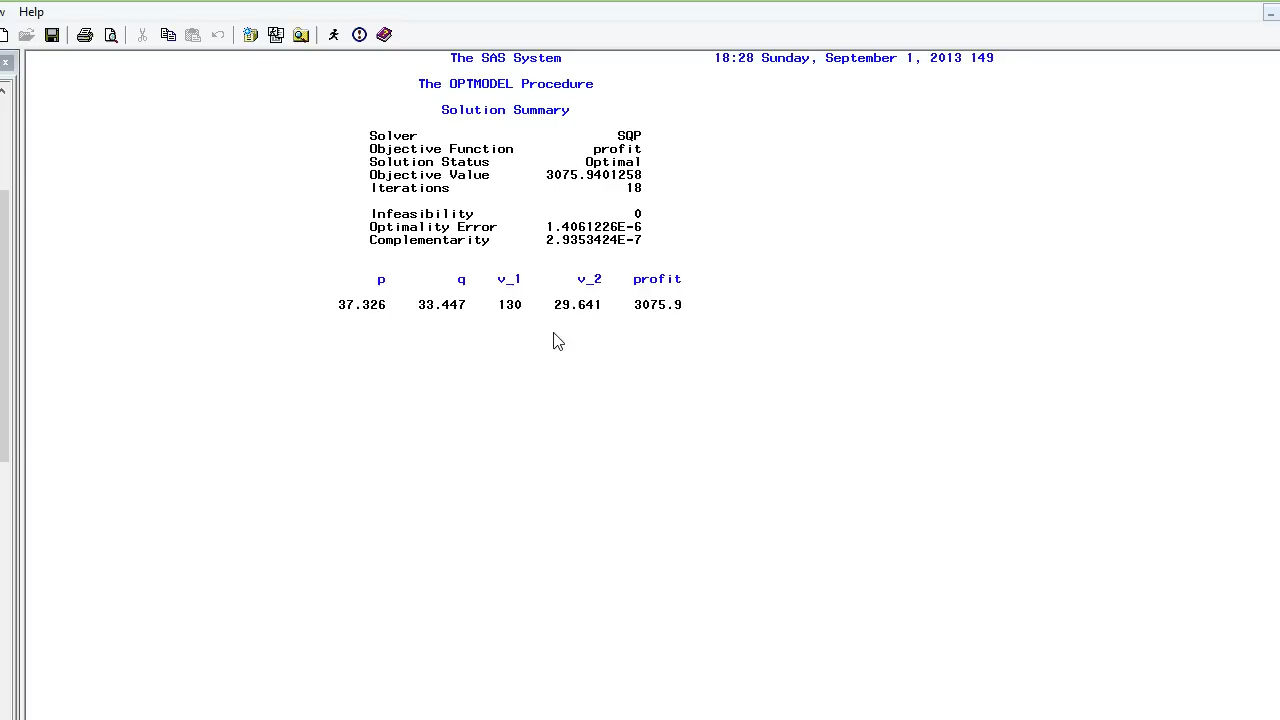 w Help
The SAS System 18:28 Sunday, September 1, 2013 149
The OPTMODEL Procedure
Solution Summary
Solver SQP
Objective Function profit
Solution Status Optimal
Objective Value 3075.9401258
Iterations 18
Infeasibility 0
Optimality Error 1.4061226E-6
Complementarity 2.9353424E-7
p q v_1 v_2 profit
37.326 33.447 130 29.641 3075.9